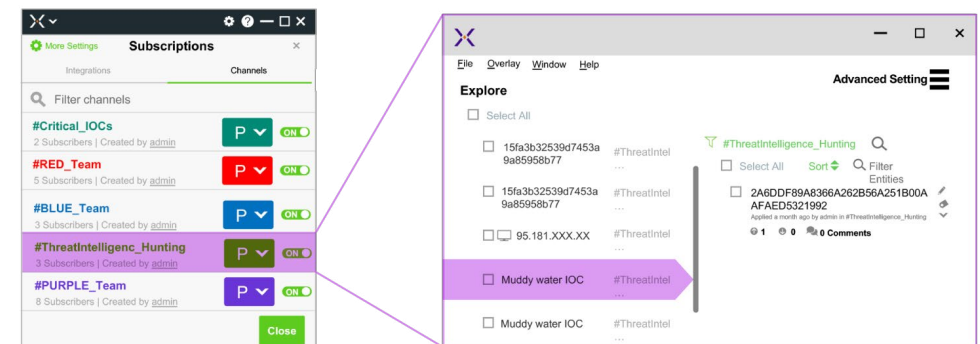 More Settings Subscriptions ×
Integrations Channels
Filter channels
#Critical_IOCs
2 Subscribers | Created by admin
P ON
#RED_Team
5 Subscribers | Created by admin
P ON
#BLUE_Team
3 Subscribers | Created by admin
P ON
#ThreatIntelligenc_Hunting
3 Subscribers | Created by admin
P ON
#PURPLE_Team
8 Subscribers | Created by admin
P ON
Close
File Overlay Window Help
Advanced Setting
Explore
Select All
15fa3b32539d7453a
9a85958b77
#ThreatIntel
...
15fa3b32539d7453a
9a85958b77
#ThreatIntel
...
95.181.XXX.XX
#ThreatIntel
...
Muddy water IOC
#ThreatIntel
...
Muddy water IOC
#ThreatIntel
...
#ThreatIntelligence_Hunting
Select All Sort Filter
Entities
2A6DDF89A8366A262B56A251B00A
AFAED5321992
Applied a month ago by admin in #ThreatIntelligence_Hunting
1 0 0 Comments